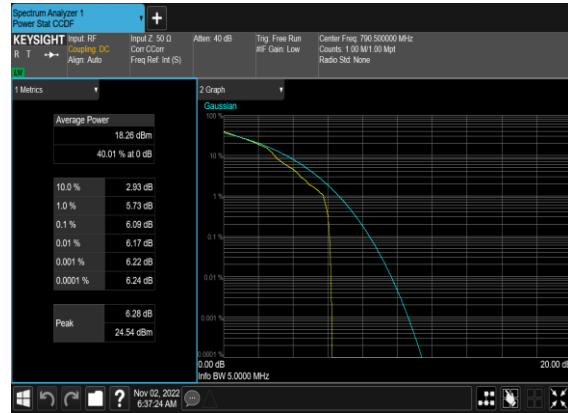 Spectrum Analyzer 1
Power Stat CCDF
+
KEYSIGHT Input: RF Input Z: 50 Ω Atten: 40 dB Trig: Free Run Center Freq: 790.500000 MHz
R T Coupling: DC Corr CCorr #IF Gain: Low Counts: 1.00 M/1.00 Mpt
Align: Auto Freq Ref: Int (S) Radio Std: None
1 Metrics
2 Graph
Average Power
18.26 dBm
40.01 % at 0 dB
10.0 % 2.93 dB
1.0 % 5.73 dB
0.1 % 6.09 dB
0.01 % 6.17 dB
0.001 % 6.22 dB
0.0001 % 6.24 dB
Peak
6.28 dB
24.54 dBm
Gaussian
100 %
10 %
1 %
0.1 %
0.01 %
0.001 %
0.0001 %
0.00 dB 20.00 dB
Info BW 5.0000 MHz
? Nov 02, 2022
6:37:24 AM